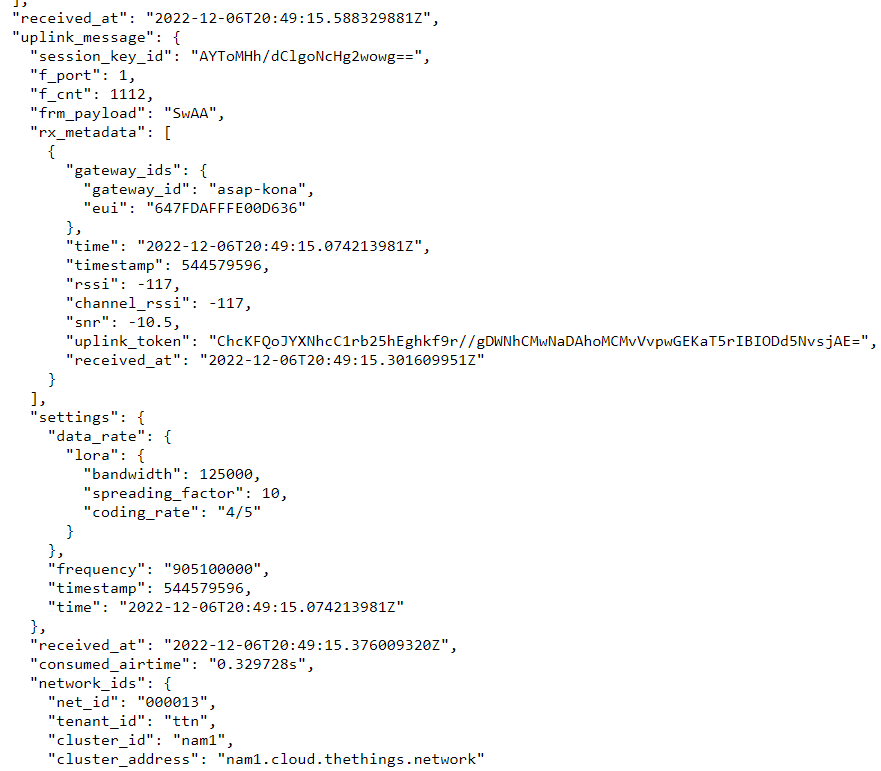 ],
"received_at": "2022-12-06T20:49:15.588329881Z",
"uplink_message": {
"session_key_id": "AYToMHh/dClgoNcHg2wowg==",
"f_port": 1,
"f_cnt": 1112,
"frm_payload": "SwAA",
"rx_metadata": [
{
"gateway_ids": {
"gateway_id": "asap-kona",
"eui": "647FDAFFFE00D636"
},
"time": "2022-12-06T20:49:15.074213981Z",
"timestamp": 544579596,
"rssi": -117,
"channel_rssi": -117,
"snr": -10.5,
"uplink_token": "ChcKFQoJYXNhcC1rb25hEghkf9r//gDWNhCMwNaDAhoMCMvVvpwGEKaT5rIBIODd5NvsjAE=",
"received_at": "2022-12-06T20:49:15.301609951Z"
}
],
"settings": {
"data_rate": {
"lora": {
"bandwidth": 125000,
"spreading_factor": 10,
"coding_rate": "4/5"
}
},
"frequency": "905100000",
"timestamp": 544579596,
"time": "2022-12-06T20:49:15.074213981Z"
},
"received_at": "2022-12-06T20:49:15.376009320Z",
"consumed_airtime": "0.329728s",
"network_ids": {
"net_id": "000013",
"tenant_id": "ttn",
"cluster_id": "nam1",
"cluster_address": "nam1.cloud.thethings.network"